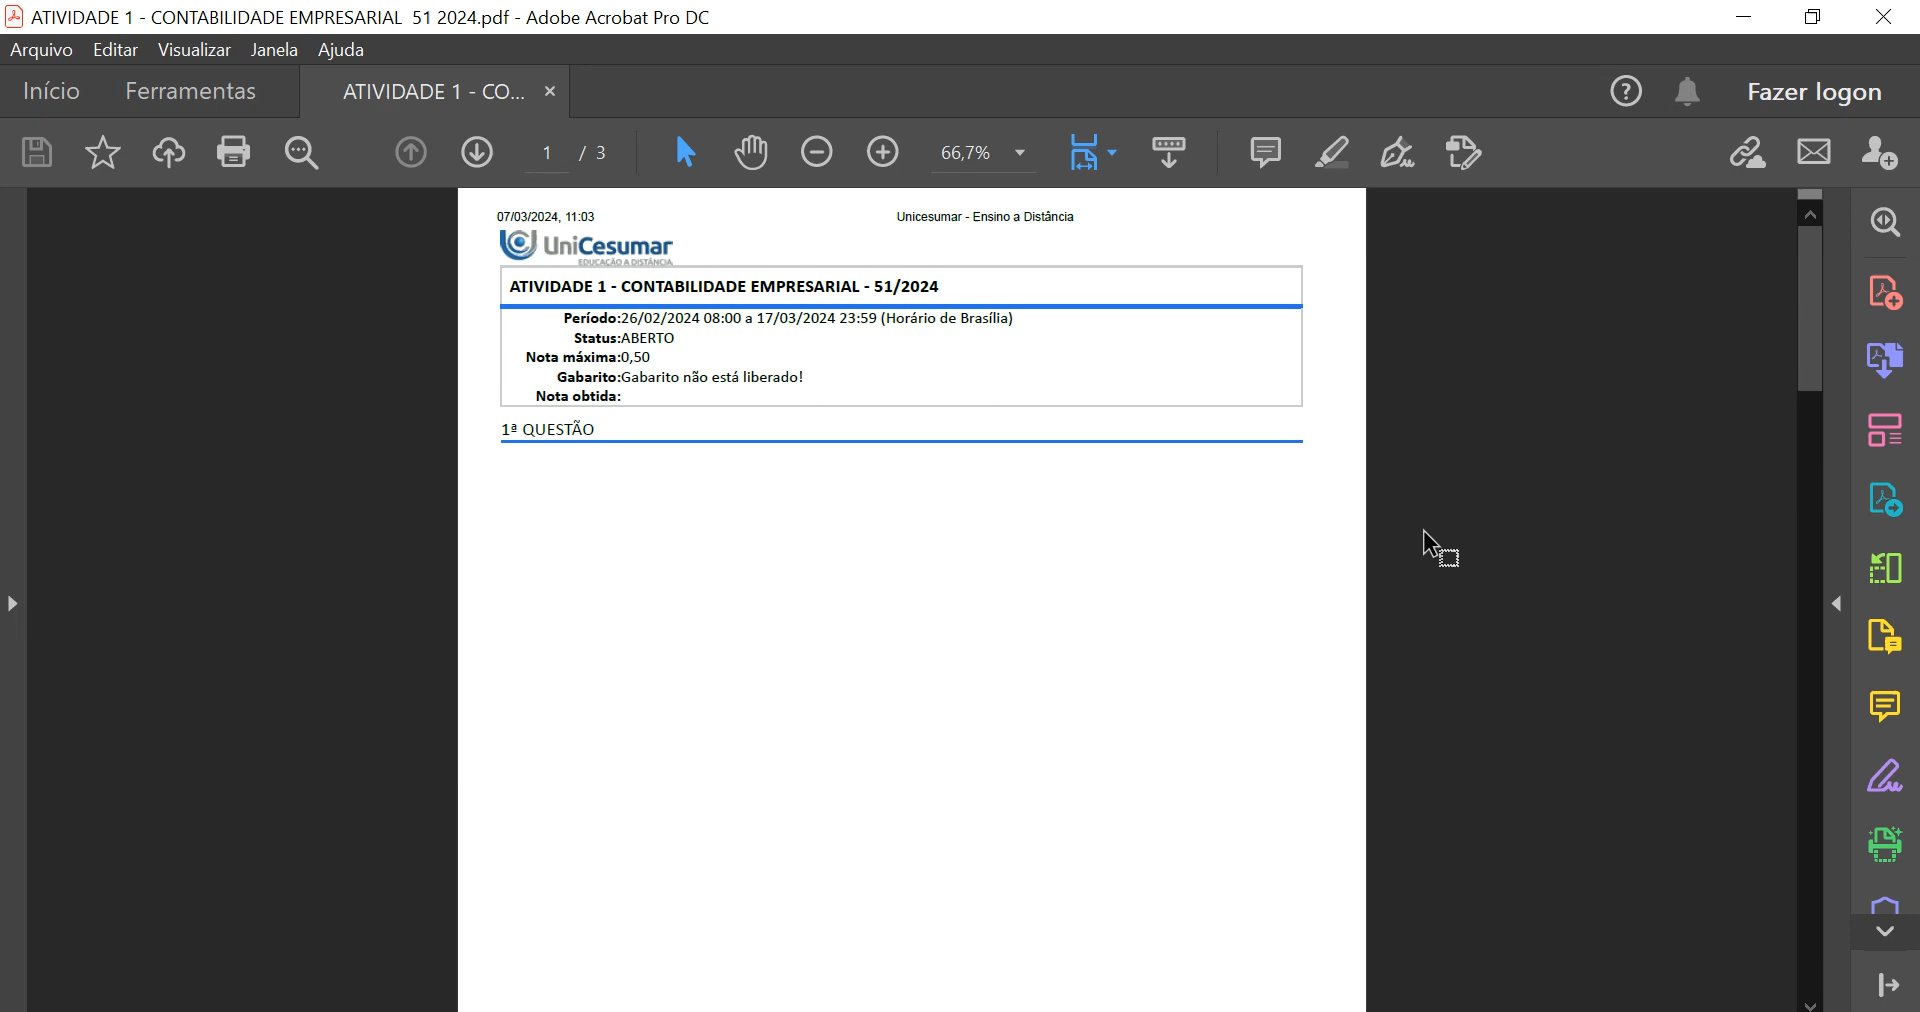 ATIVIDADE 1 - CONTABILIDADE EMPRESARIAL  51 2024.pdf - Adobe Acrobat Pro DC
Arquivo Editar Visualizar Janela Ajuda
Início Ferramentas ATIVIDADE 1 - CO... × Fazer logon
1 / 3 66,7%
07/03/2024, 11:03 Unicesumar - Ensino a Distância
UniCesumar
EDUCAÇÃO A DISTÂNCIA
ATIVIDADE 1 - CONTABILIDADE EMPRESARIAL - 51/2024
Período:26/02/2024 08:00 a 17/03/2024 23:59 (Horário de Brasília)
Status:ABERTO
Nota máxima:0,50
Gabarito:Gabarito não está liberado!
Nota obtida:
1ª QUESTÃO